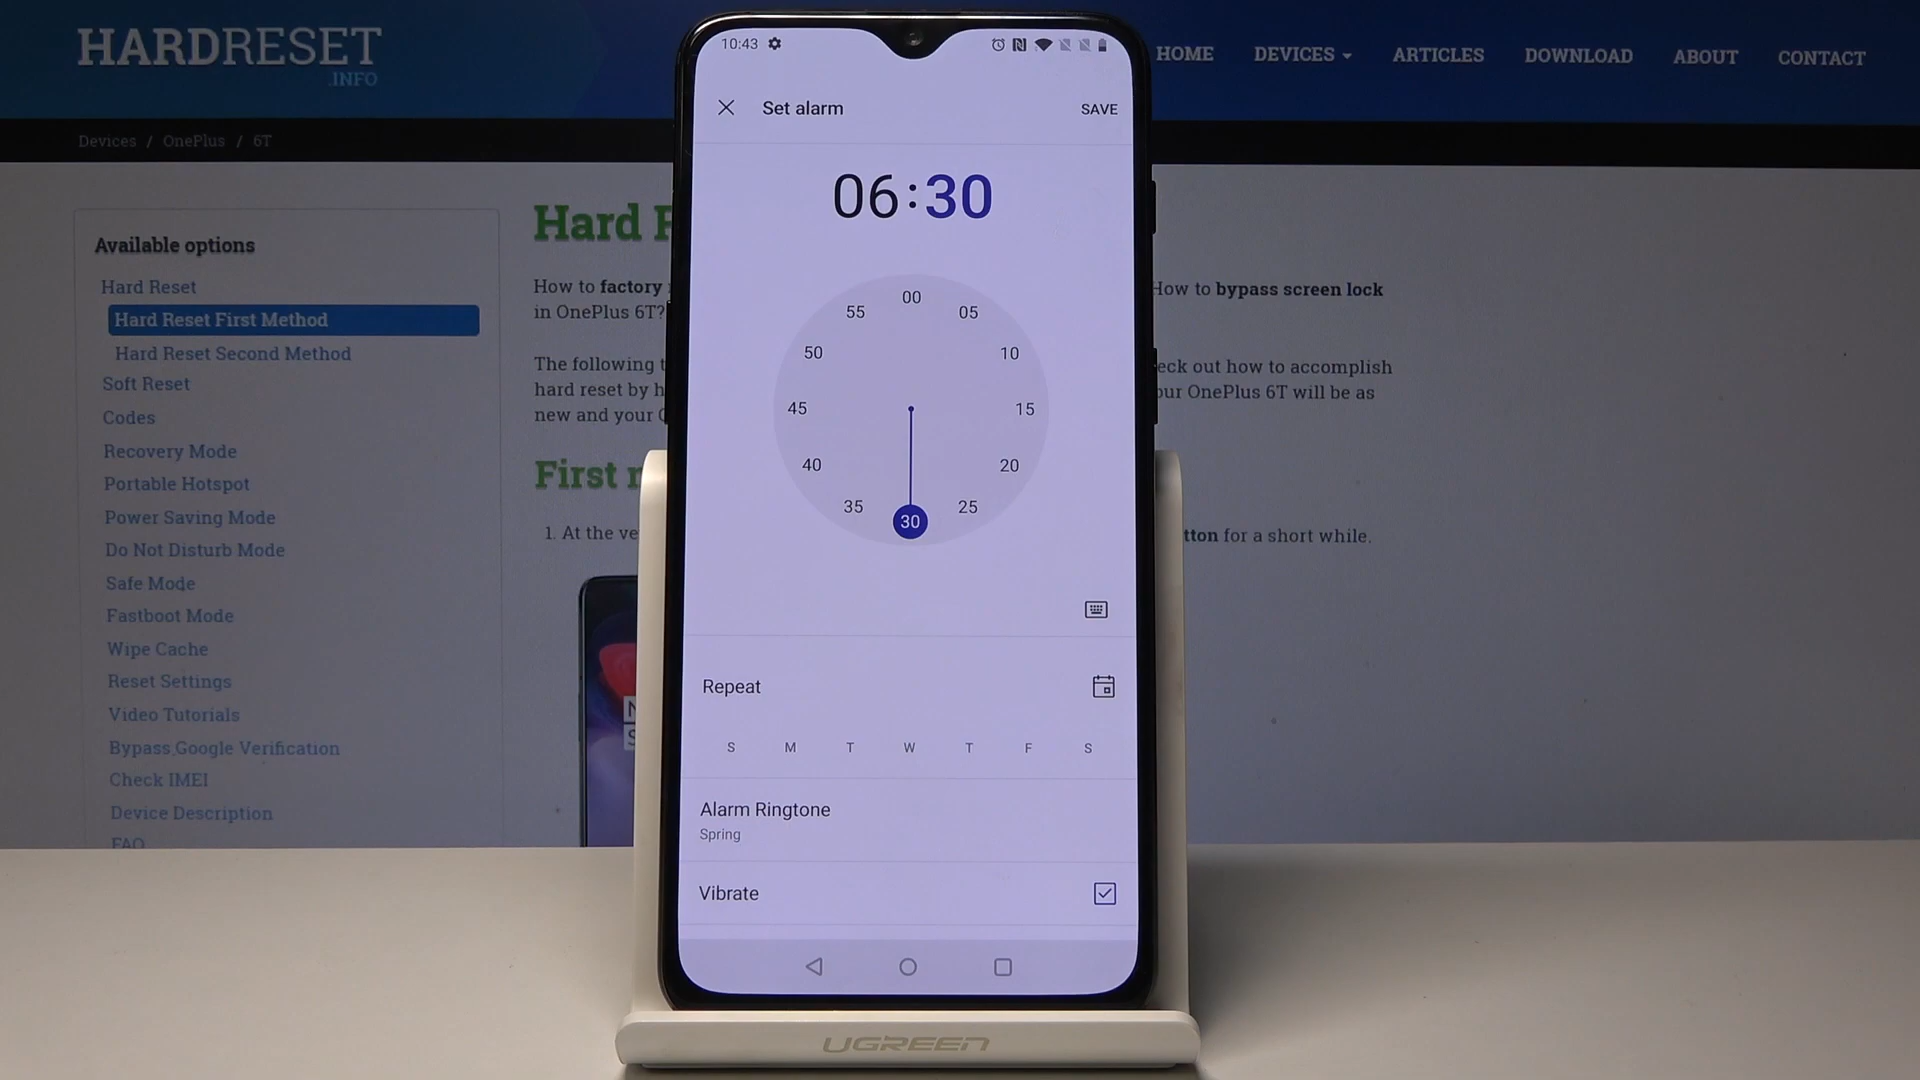 HARDRESET
.INFO
HOME DEVICES ARTICLES DOWNLOAD ABOUT CONTACT
Devices / OnePlus / 6T
Available options
Hard Reset
Hard Reset First Method
Hard Reset Second Method
Soft Reset
Codes
Recovery Mode
Portable Hotspot
Power Saving Mode
Do Not Disturb Mode
Safe Mode
Fastboot Mode
Wipe Cache
Reset Settings
Video Tutorials
Bypass Google Verification
Check IMEI
Device Description
FAQ
Hard
How to factory
How to bypass screen lock
in OnePlus 6T?
The following
eck out how to accomplish
hard reset by
our OnePlus 6T will be as
new and your
First
1. At the ve
tton for a short while.
10:43
Set alarm
SAVE
06:30
00
05
10
15
20
25
30
35
40
45
50
55
Repeat
S M T W T F S
Alarm Ringtone
Spring
Vibrate
UGREEN